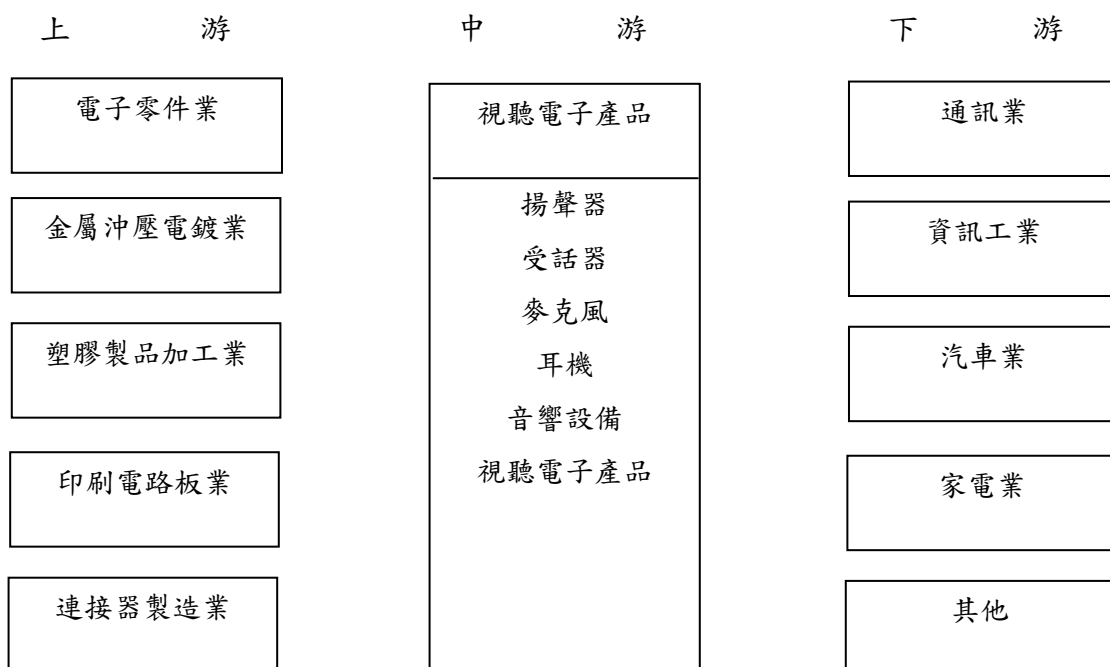 上游
電子零件業
金屬沖壓電鍍業
塑膠製品加工業
印刷電路板業
連接器製造業
中游
視聽電子產品
揚聲器
受話器
麥克風
耳機
音響設備
視聽電子產品
下游
通訊業
資訊工業
汽車業
家電業
其他